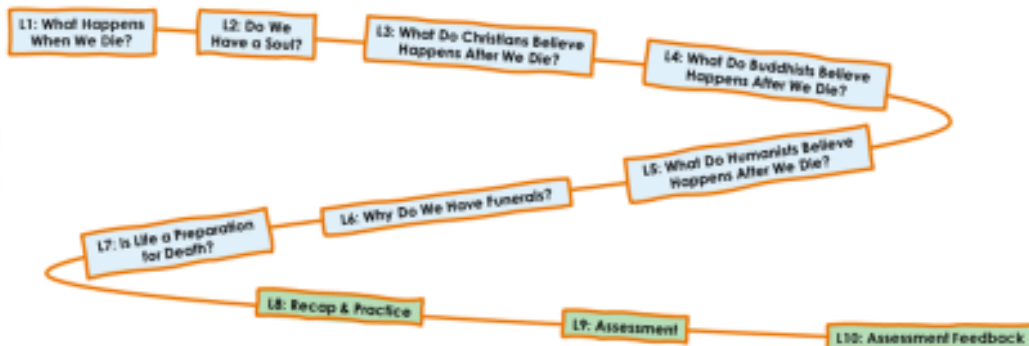 L1: What Happens
When We Die?
L2: Do We
Have a Soul?
L3: What Do Christians Believe
Happens After We Die?
L4: What Do Buddhists Believe
Happens After We Die?
L5: What Do Humanists Believe
Happens After We Die?
L6: Why Do We Have Funerals?
L7: Is Life a Preparation
for Death?
L8: Recap & Practice
L9: Assessment
L10: Assessment Feedback